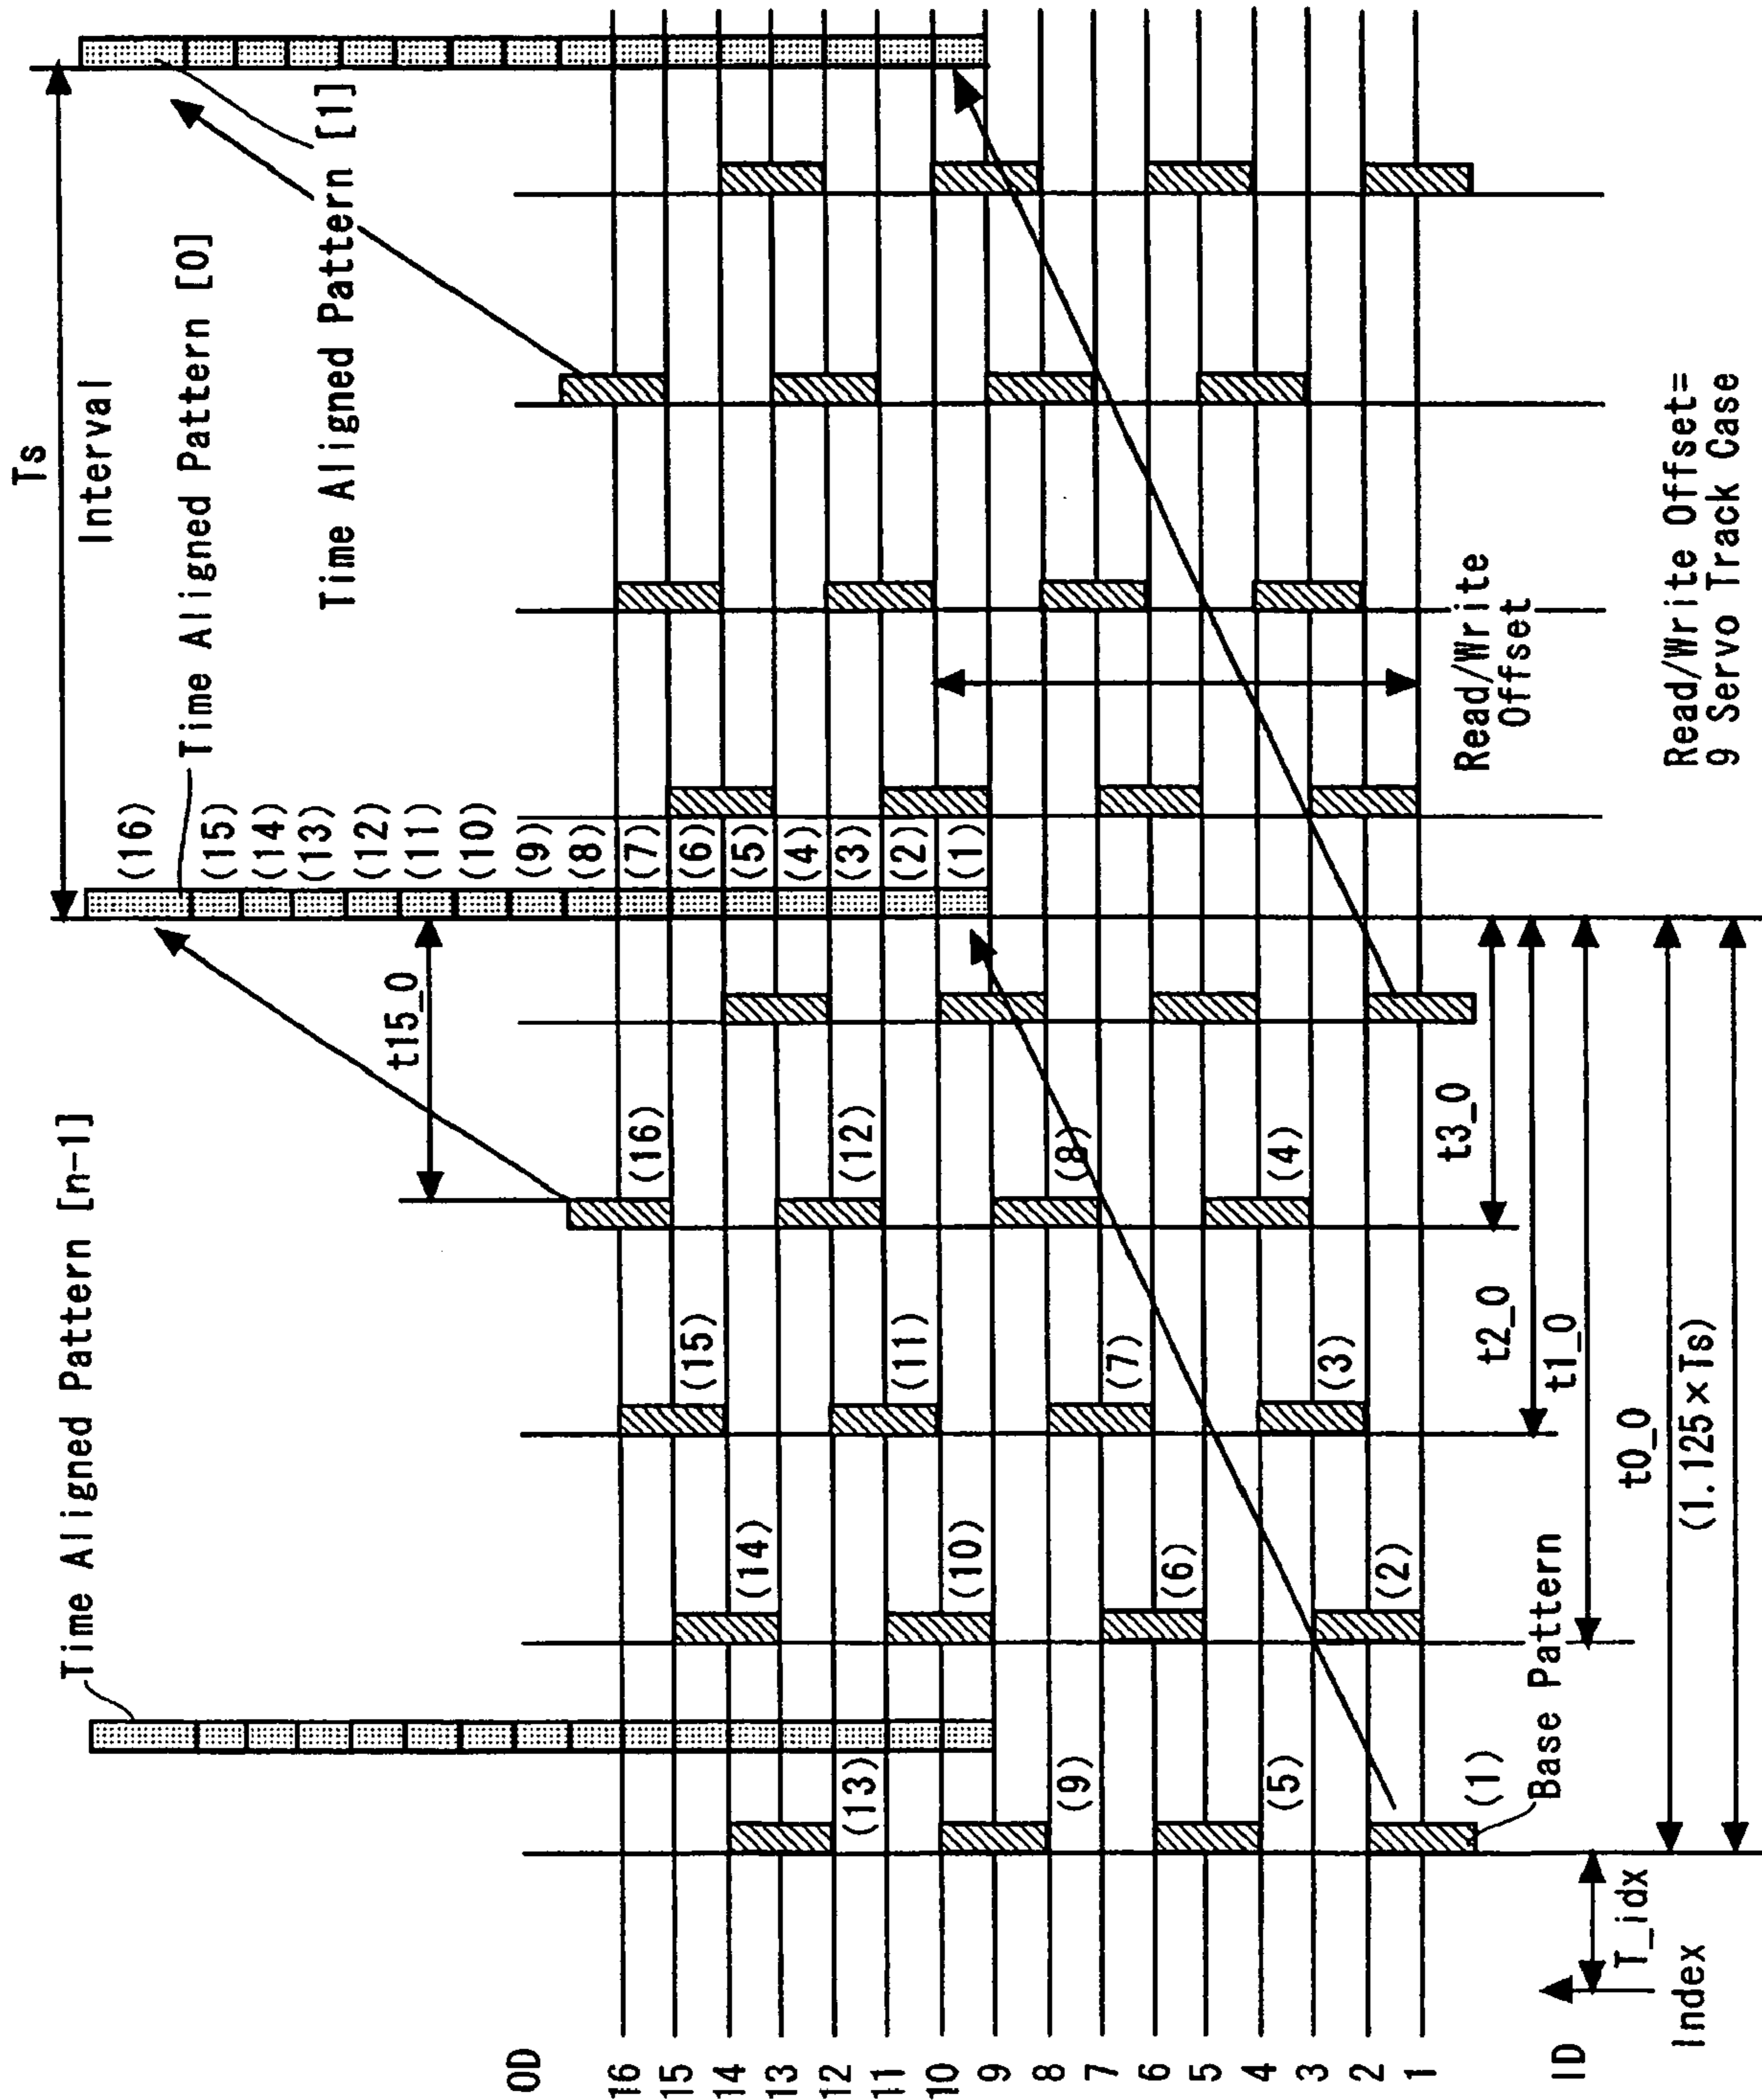 Ts
Interval
Time Aligned Pattern [n-1]
Time Aligned Pattern [0]
Time Aligned Pattern [1]
t15_0
(16)
(15)
(14)
(13)
(12)
(11)
(10)
(9)
(8)
(7)
(6)
(5)
(4)
(3)
(2)
(1)
OD
16
15
14
13
12
11
10
9
8
7
6
5
4
3
2
1
ID
(13)
(9)
(5)
(1)
Base Pattern
(14)
(10)
(6)
(2)
(15)
(11)
(7)
(3)
(16)
(12)
(8)
(4)
Read/Write
Offset
t3_0
t2_0
t1_0
t0_0
(1.125×Ts)
T_idx
Index
Read/Write Offset=
9 Servo Track Case